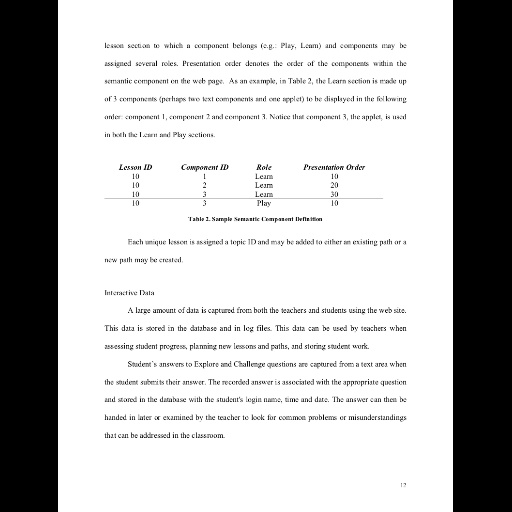 lesson section to which a component belongs (e.g.: Play, Learn) and components may be
assigned several roles. Presentation order denotes the order of the components within the
semantic component on the web page. As an example, in Table 2, the Learn section is made up
of 3 components (perhaps two text components and one applet) to be displayed in the following
order: component 1, component 2 and component 3. Notice that component 3, the applet, is used
in both the Learn and Play sections.
Lesson ID Component ID Role Presentation Order
10 1 Learn 10
10 2 Learn 20
10 3 Learn 30
10 3 Play 10
Table 2. Sample Semantic Component Definition
Each unique lesson is assigned a topic ID and may be added to either an existing path or a
new path may be created.
Interactive Data
A large amount of data is captured from both the teachers and students using the web site.
This data is stored in the database and in log files. This data can be used by teachers when
assessing student progress, planning new lessons and paths, and storing student work.
Student's answers to Explore and Challenge questions are captured from a text area when
the student submits their answer. The recorded answer is associated with the appropriate question
and stored in the database with the student's login name, time and date. The answer can then be
handed in later or examined by the teacher to look for common problems or misunderstandings
that can be addressed in the classroom.
12